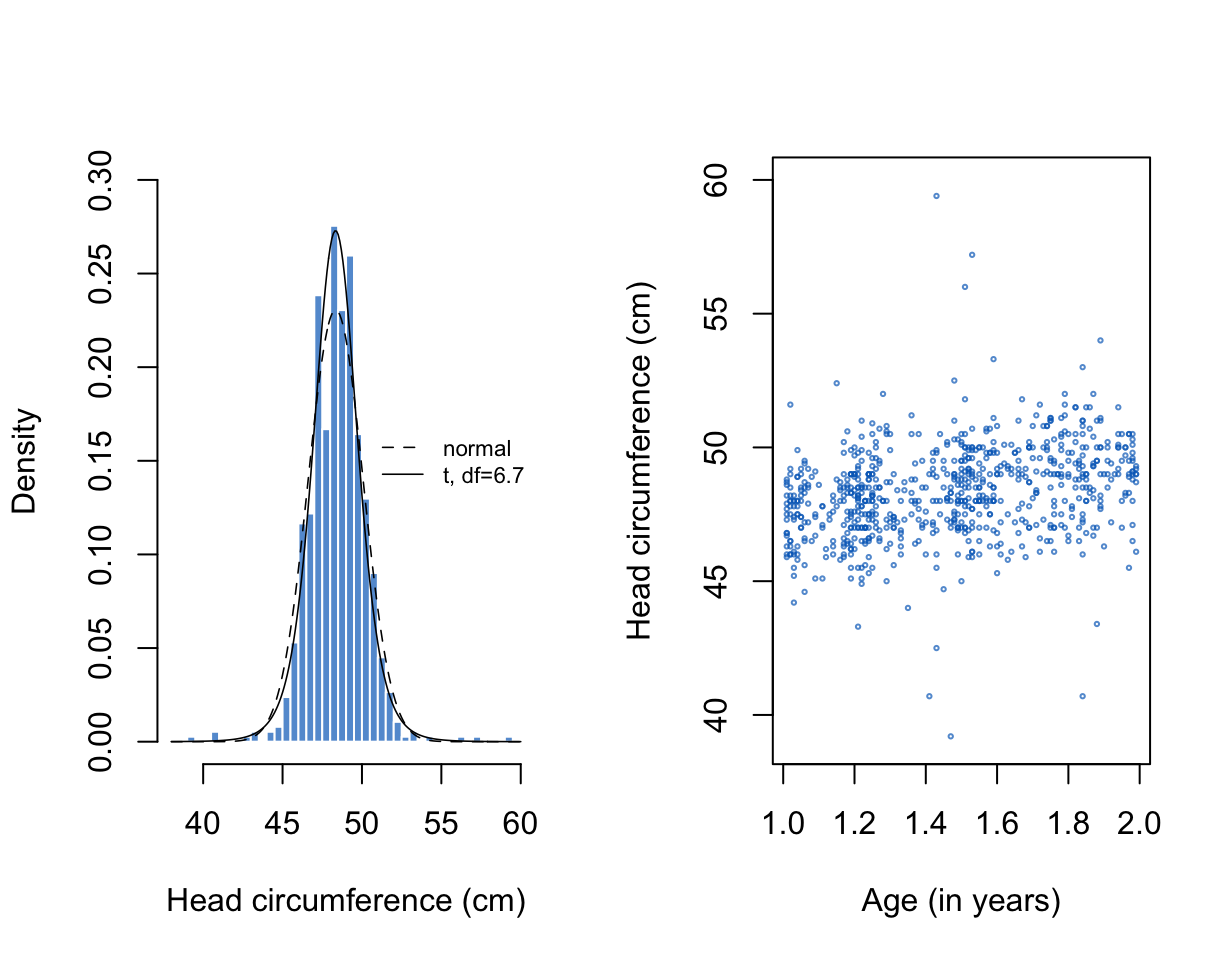 0.30
0.25
0.20
0.15
0.10
0.05
0.00
Density
normal
t, df=6.7
40 45 50 55 60
Head circumference (cm)
60
55
50
45
40
Head circumference (cm)
1.0 1.2 1.4 1.6 1.8 2.0
Age (in years)